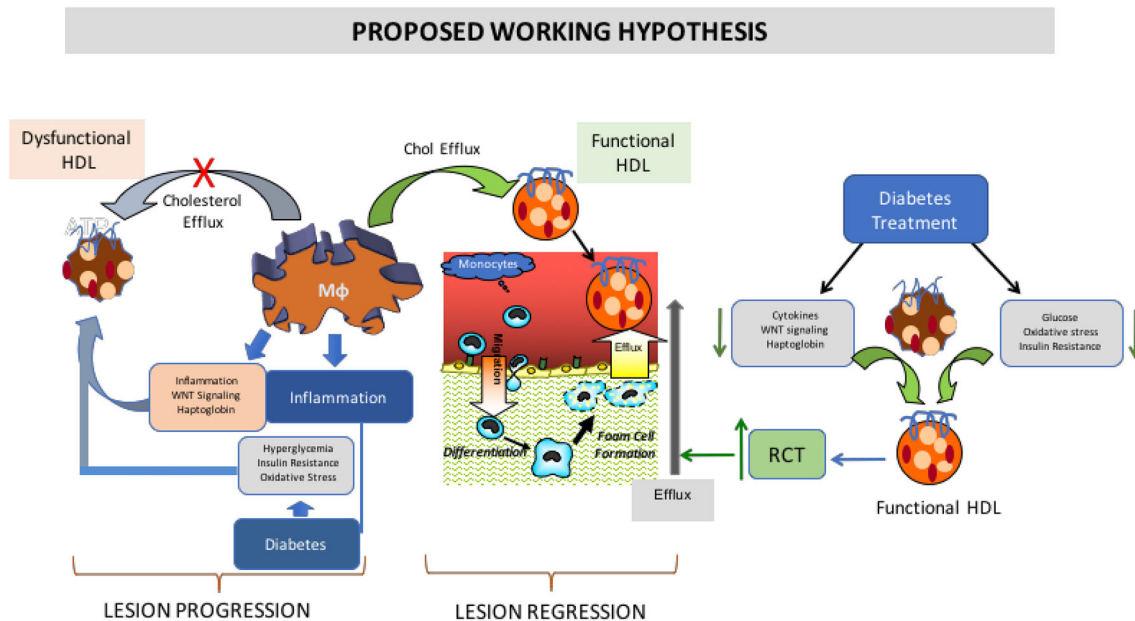 PROPOSED WORKING HYPOTHESIS
Dysfunctional
HDL
Cholesterol
Efflux
Mϕ
Inflammation
WNT Signaling
Haptoglobin
Inflammation
Hyperglycemia
Insulin Resistance
Oxidative Stress
Diabetes
LESION PROGRESSION
Chol Efflux
Functional
HDL
Monocytes
Migration
Efflux
Differentiation
Foam Cell
Formation
Efflux
LESION REGRESSION
Diabetes
Treatment
Cytokines
WNT signaling
Haptoglobin
Glucose
Oxidative stress
Insulin Resistance
RCT
Functional HDL